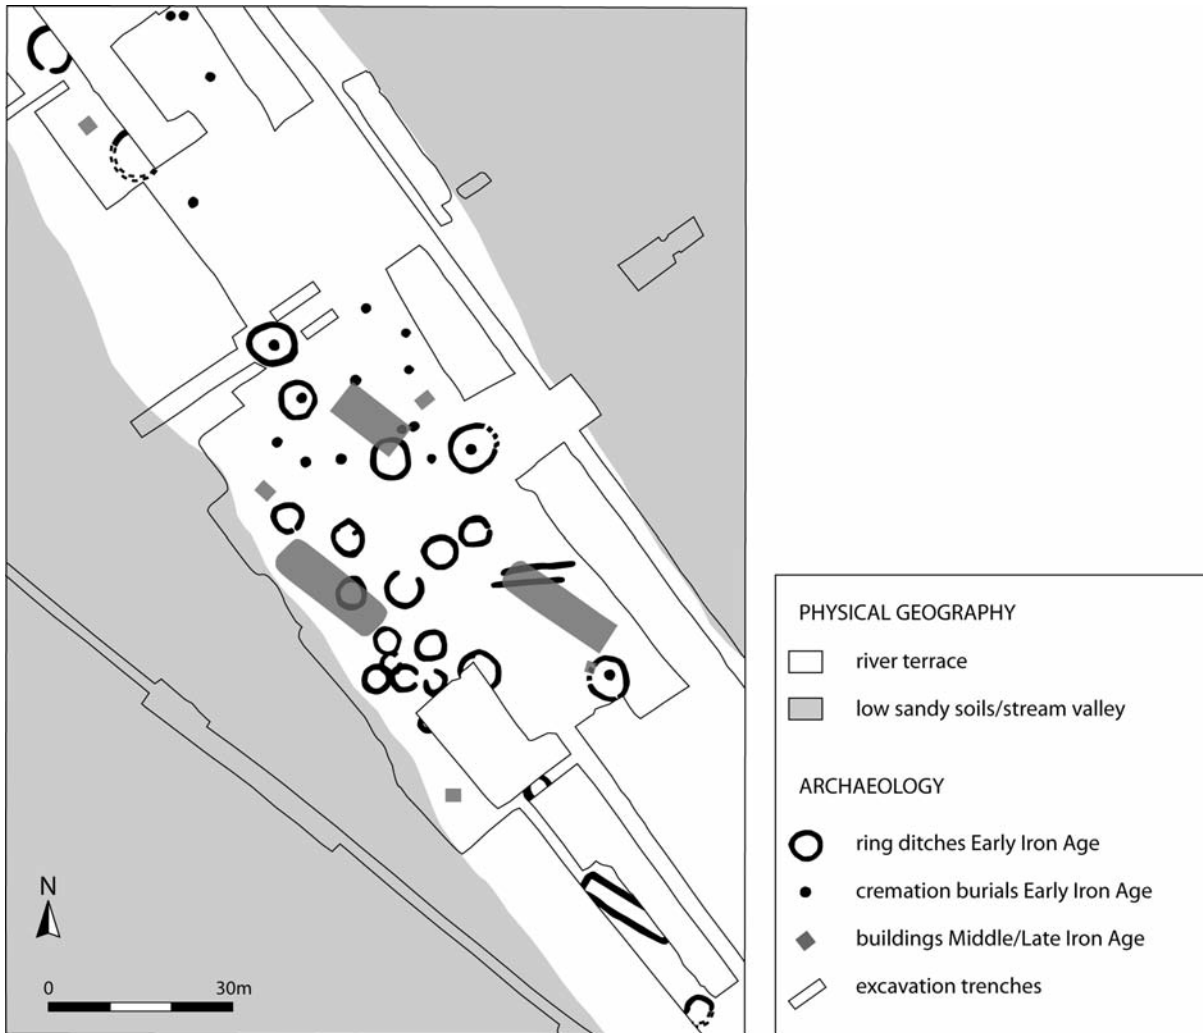 PHYSICAL GEOGRAPHY
river terrace
low sandy soils/stream valley
ARCHAEOLOGY
ring ditches Early Iron Age
cremation burials Early Iron Age
buildings Middle/Late Iron Age
excavation trenches
N
0 30m